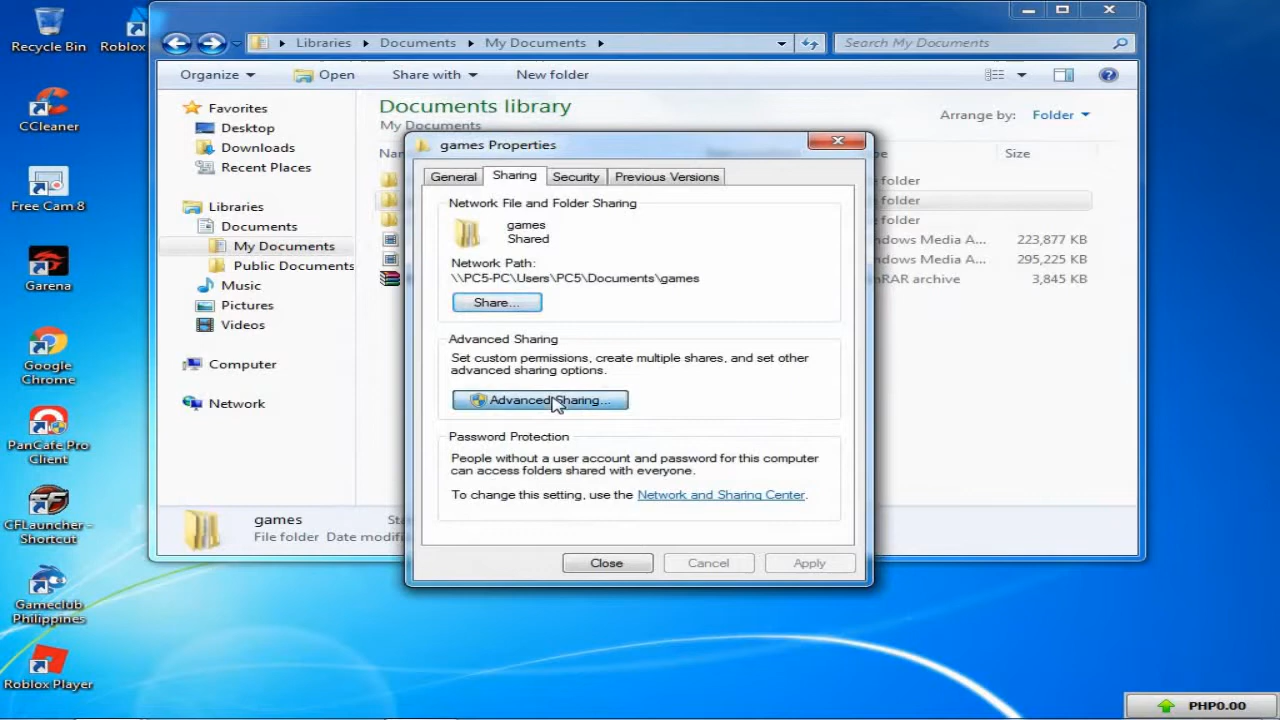 Recycle Bin
Roblox
CCleaner
Free Cam 8
Garena
Google
Chrome
PanCafe Pro
Client
CFLauncher -
Shortcut
Gameclub
Philippines
Roblox Player
Libraries
Documents
My Documents
Search My Documents
Organize
Open
Share with
New folder
Favorites
Desktop
Downloads
Recent Places
Libraries
Documents
My Documents
Public Documents
Music
Pictures
Videos
Computer
Network
Documents library
My Documents
Arrange by: Folder
Size
folder
folder
folder
ndows Media A... 223,877 KB
ndows Media A... 295,225 KB
nRAR archive 3,845 KB
games Properties
General
Sharing
Security
Previous Versions
Network File and Folder Sharing
games
Shared
Network Path:
\\PC5-PC\Users\PC5\Documents\games
Share...
Advanced Sharing
Set custom permissions, create multiple shares, and set other
advanced sharing options.
Advanced Sharing...
Password Protection
People without a user account and password for this computer
can access folders shared with everyone.
To change this setting, use the Network and Sharing Center.
Close
Cancel
Apply
games
File folder Date modifi
PHP0.00